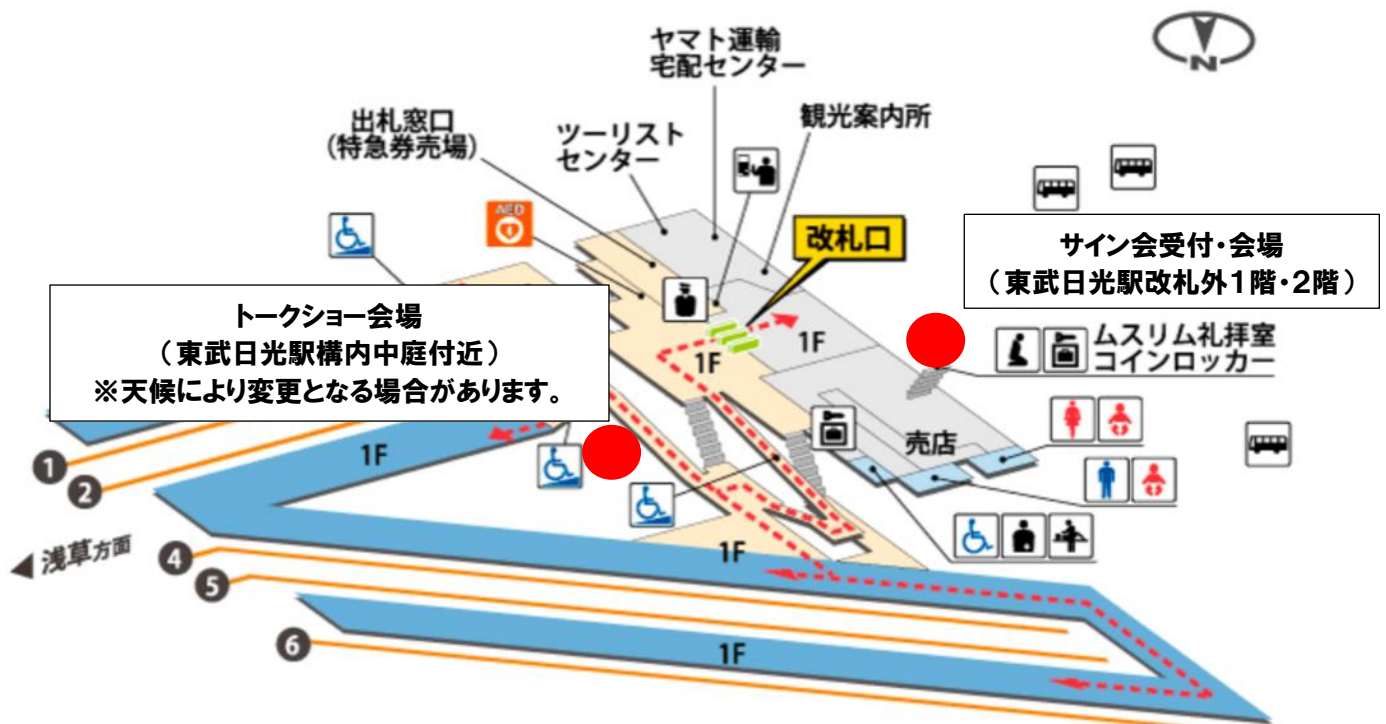 ヤマト運輸
宅配センター
出札窓口
(特急券売場)
ツーリスト
センター
観光案内所
N
AED
改札口
サイン会受付・会場
（東武日光駅改札外1階・2階）
トークショー会場
（東武日光駅構内中庭付近）
※天候により変更となる場合があります。
1F
1F
ムスリム礼拝室
コインロッカー
売店
1F
1
2
浅草方面
4
5
1F
6
1F